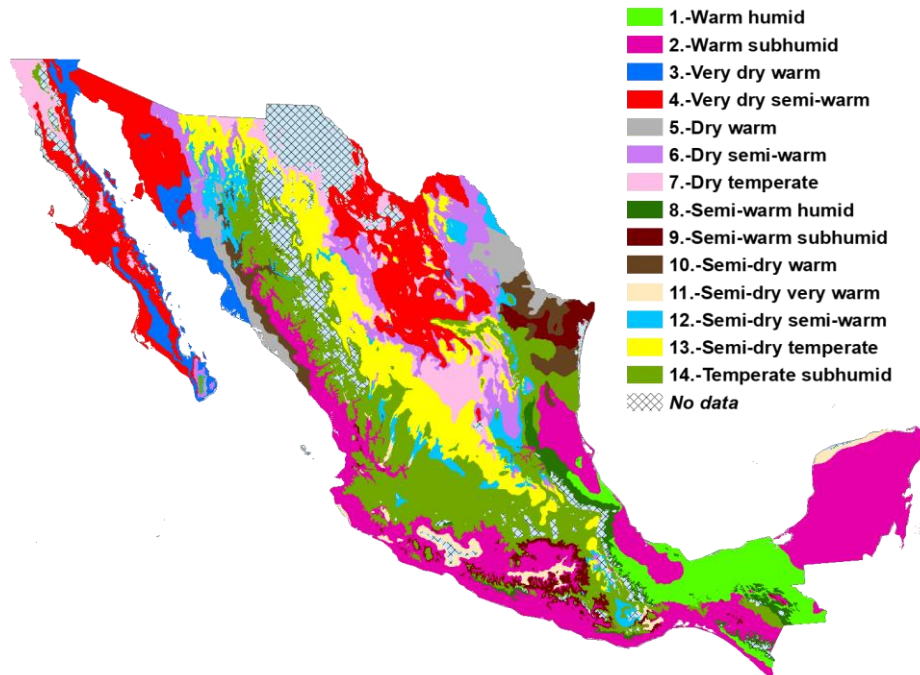 1.-Warm humid
2.-Warm subhumid
3.-Very dry warm
4.-Very dry semi-warm
5.-Dry warm
6.-Dry semi-warm
7.-Dry temperate
8.-Semi-warm humid
9.-Semi-warm subhumid
10.-Semi-dry warm
11.-Semi-dry very warm
12.-Semi-dry semi-warm
13.-Semi-dry temperate
14.-Temperate subhumid
No data